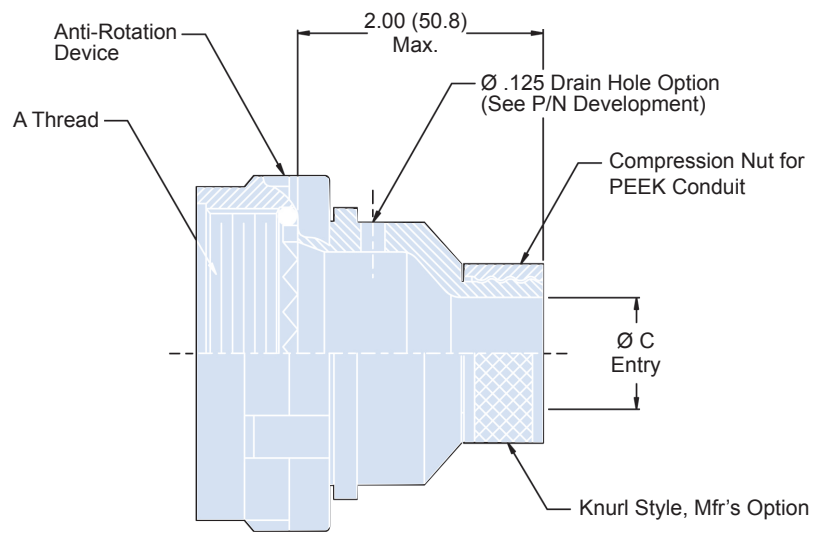 2.00 (50.8)
Max.
Anti-Rotation
Device
Ø .125 Drain Hole Option
(See P/N Development)
A Thread
Compression Nut for
PEEK Conduit
Ø C
Entry
Knurl Style, Mfr's Option